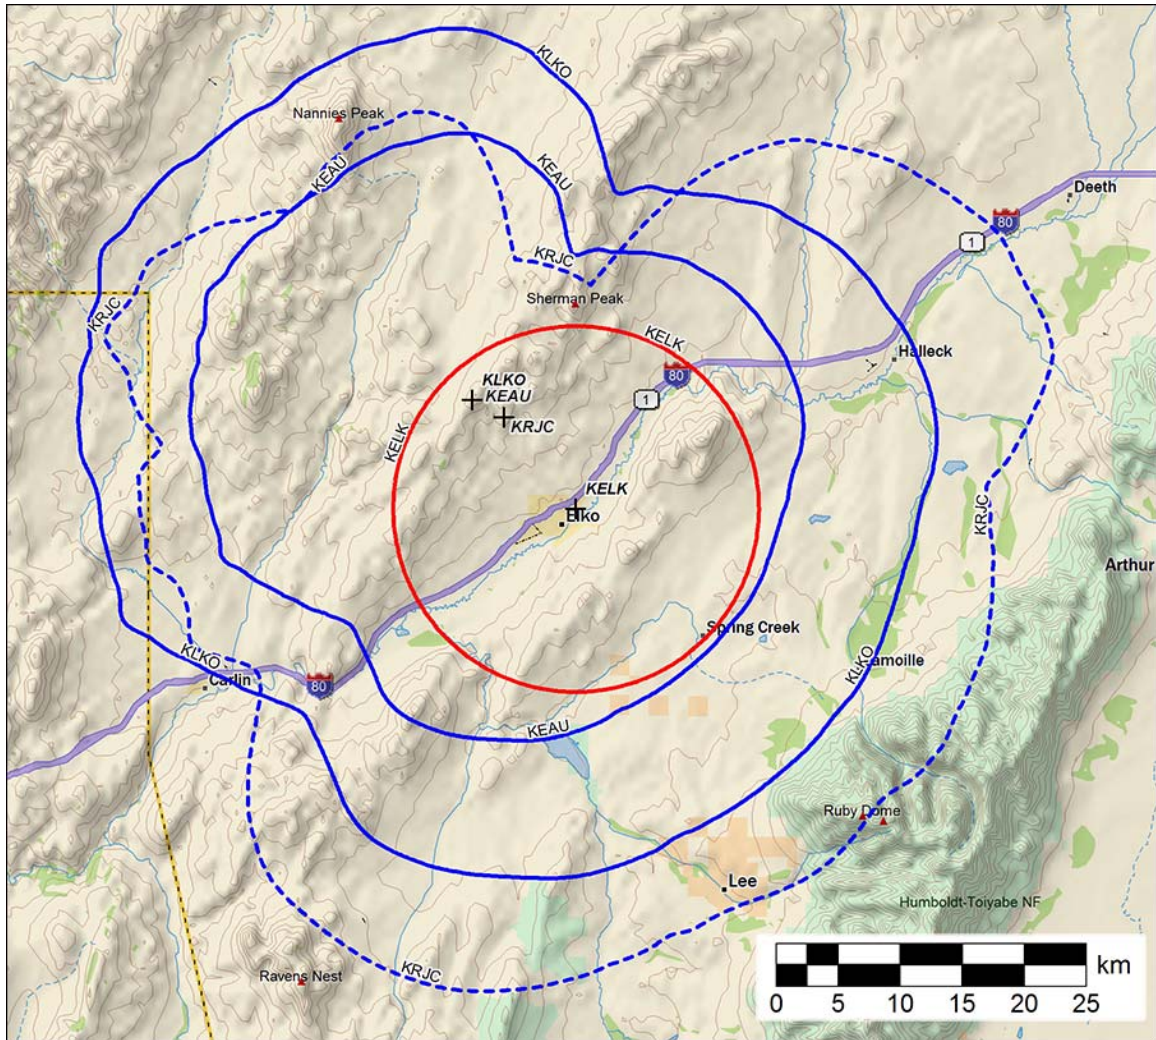 KLKO
Nannies Peak
KEAU
KEAU
Deeth
80
1
KRJC
KRJC
Sherman Peak
KELK
Halleck
80
KLKO
KEAU
1
KRJC
KELK
KELK
Elko
KRJC
Arthur
Spring Creek
KLKO
KLKO
amoille
Carlin
80
KEAU
Ruby Dome
Lee
Humboldt-Toiyabe NF
KRJC
Ravens Nest
km
0 5 10 15 20 25